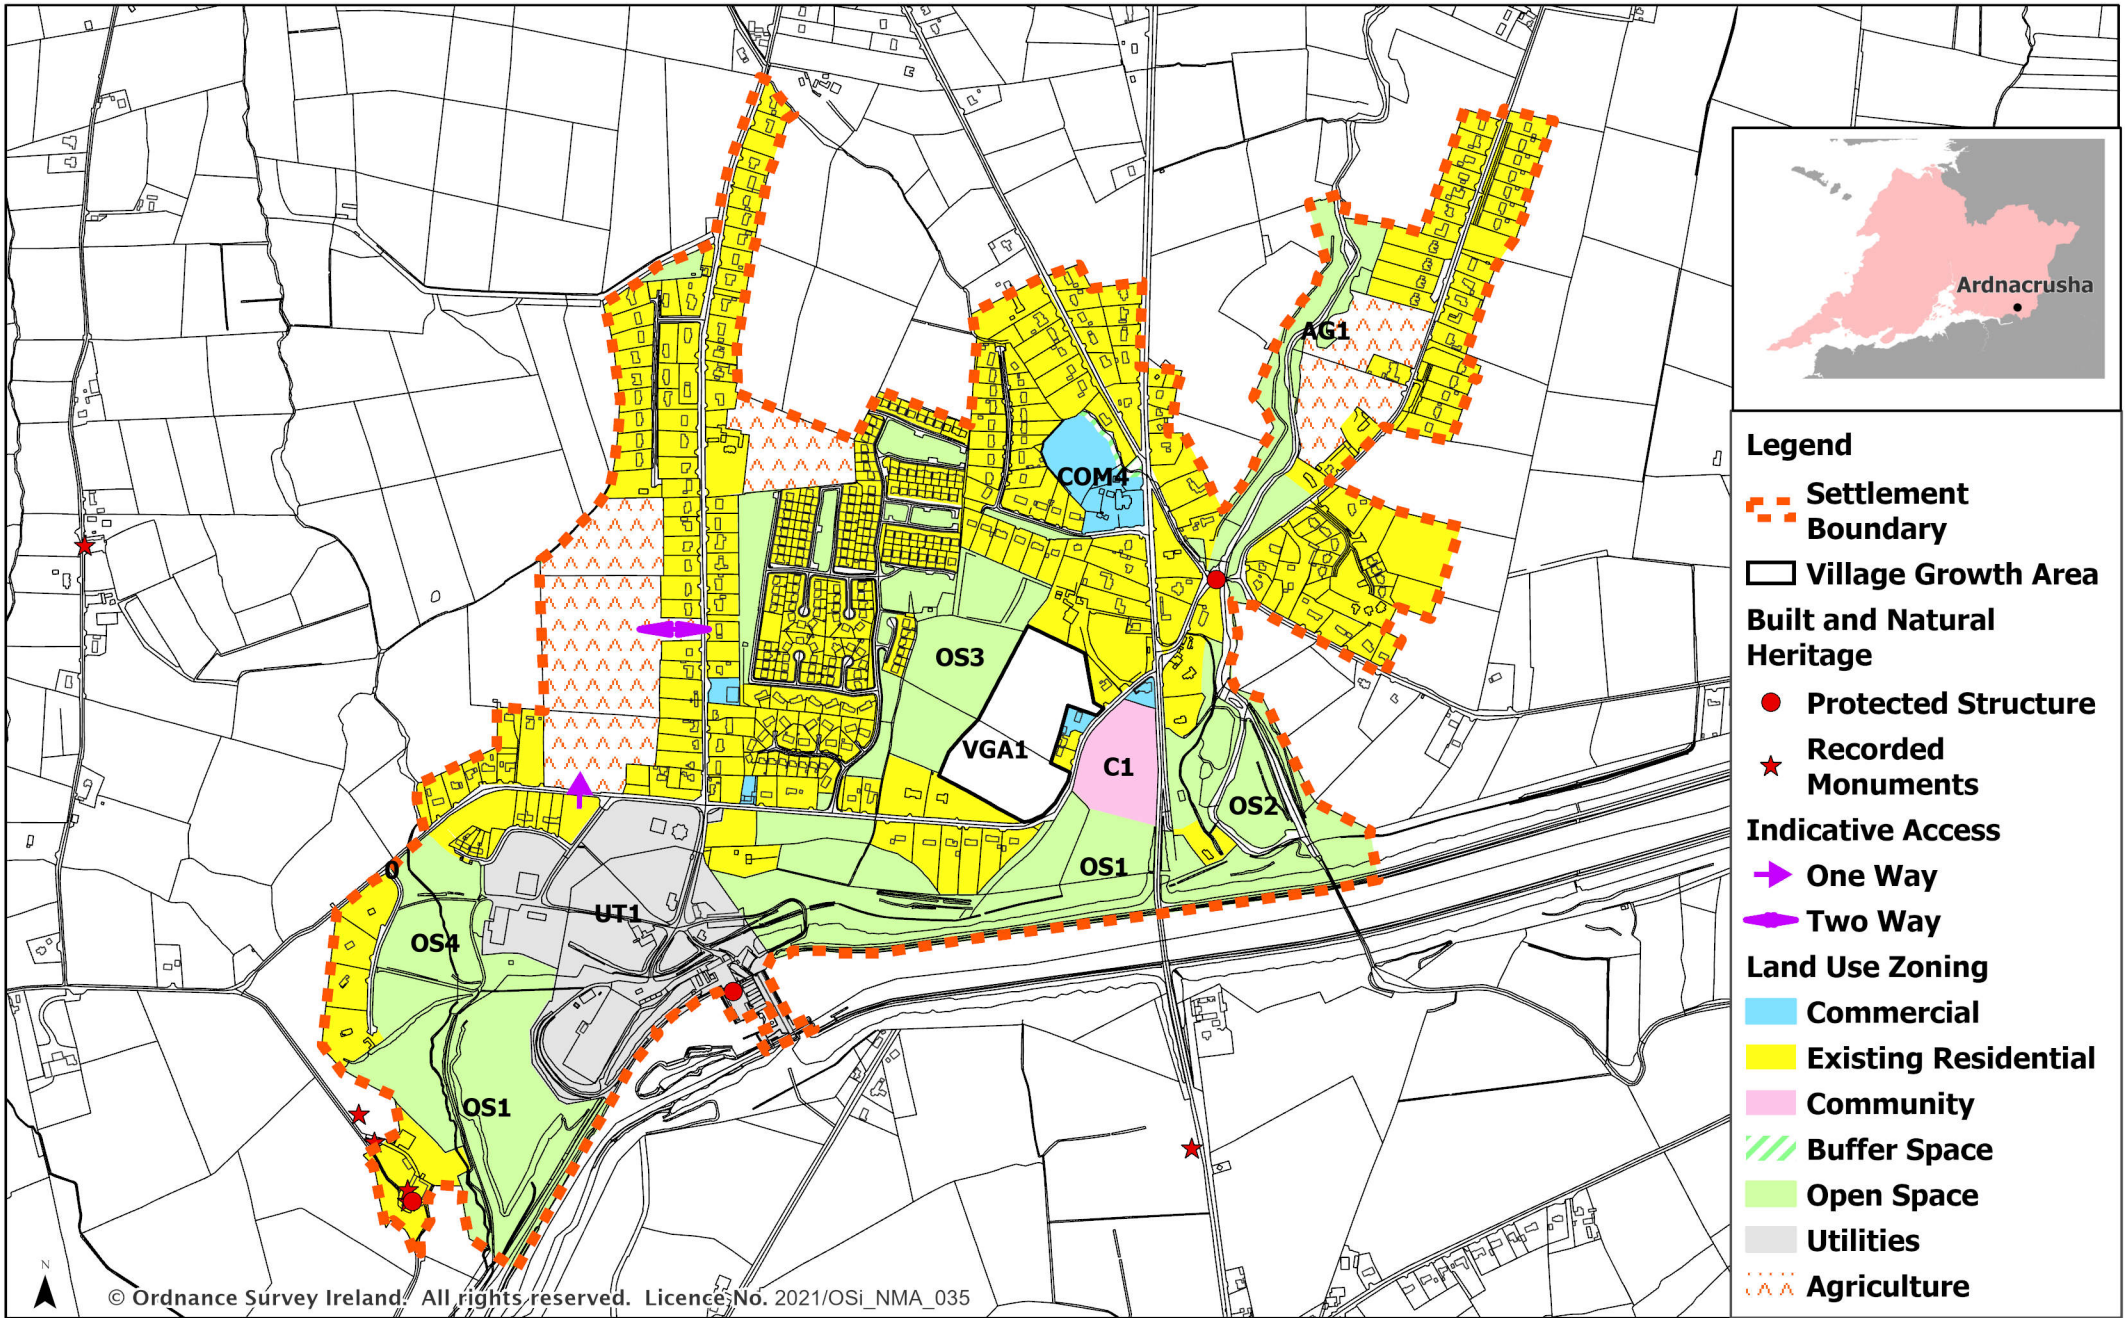 AG1
COM4
OS3
VGA1
C1
OS2
OS1
0
UT1
OS4
OS1
N
© Ordnance Survey Ireland. All rights reserved. Licence No. 2021/OSi_NMA_035
Ardnacrusha
Legend
Settlement
Boundary
Village Growth Area
Built and Natural
Heritage
Protected Structure
Recorded
Monuments
Indicative Access
One Way
Two Way
Land Use Zoning
Commercial
Existing Residential
Community
Buffer Space
Open Space
Utilities
Agriculture